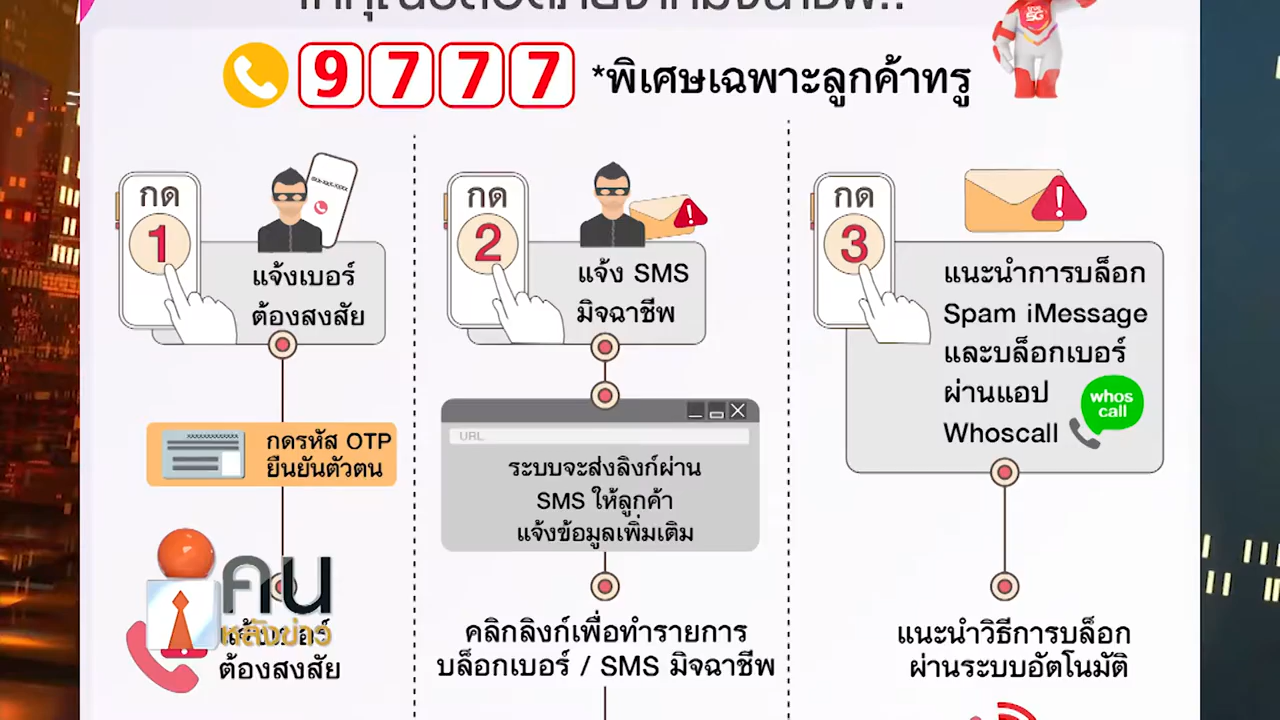 9777 *พิเศษเฉพาะลูกค้าทรู
กด
1
แจ้งเบอร์
ต้องสงสัย
กดรหัส OTP
ยืนยันตัวตน
คน
หลังข่าว
ต้องสงสัย
กด
2
แจ้ง SMS
มิจฉาชีพ
URL
ระบบจะส่งลิงก์ผ่าน
SMS ให้ลูกค้า
แจ้งข้อมูลเพิ่มเติม
คลิกลิงก์เพื่อทำรายการ
บล็อกเบอร์ / SMS มิจฉาชีพ
กด
3
แนะนำการบล็อก
Spam iMessage
และบล็อกเบอร์
ผ่านแอป
Whoscall
whos
call
แนะนำวิธีการบล็อก
ผ่านระบบอัตโนมัติ
5G